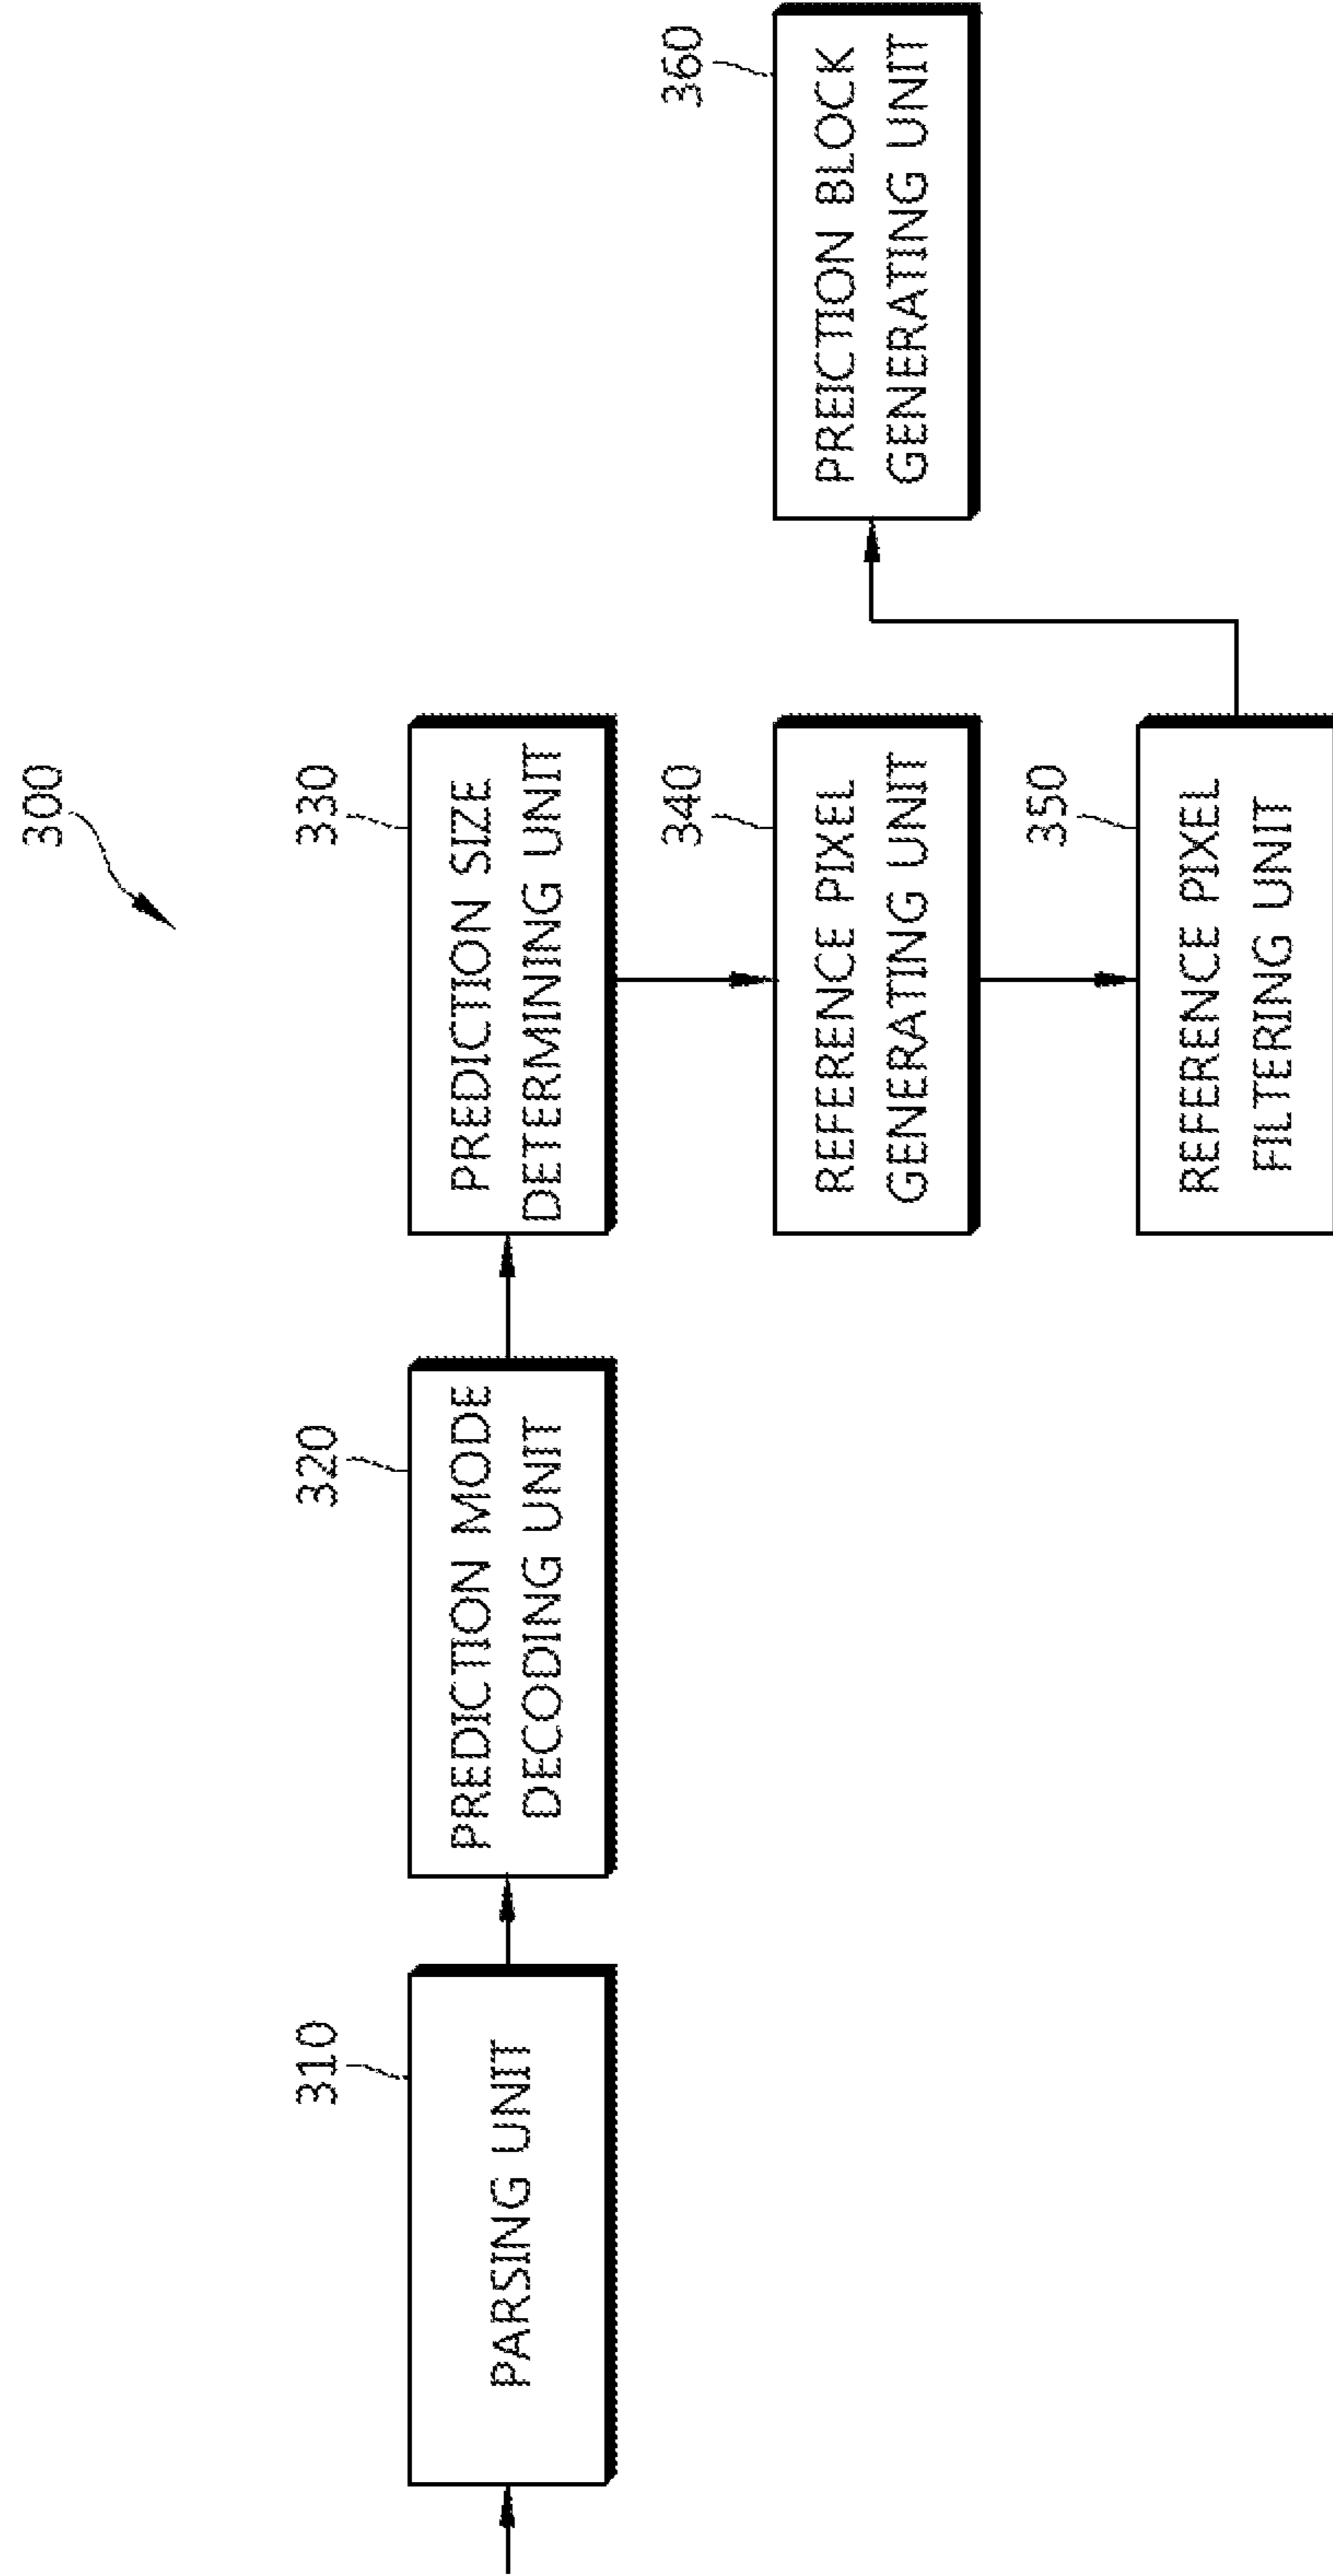 300
310
PARSING UNIT
320
PREDICTION MODE
DECODING UNIT
330
PREDICTION SIZE
DETERMINING UNIT
340
REFERENCE PIXEL
GENERATING UNIT
350
REFERENCE PIXEL
FILTERING UNIT
360
PREICTION BLOCK
GENERATING UNIT